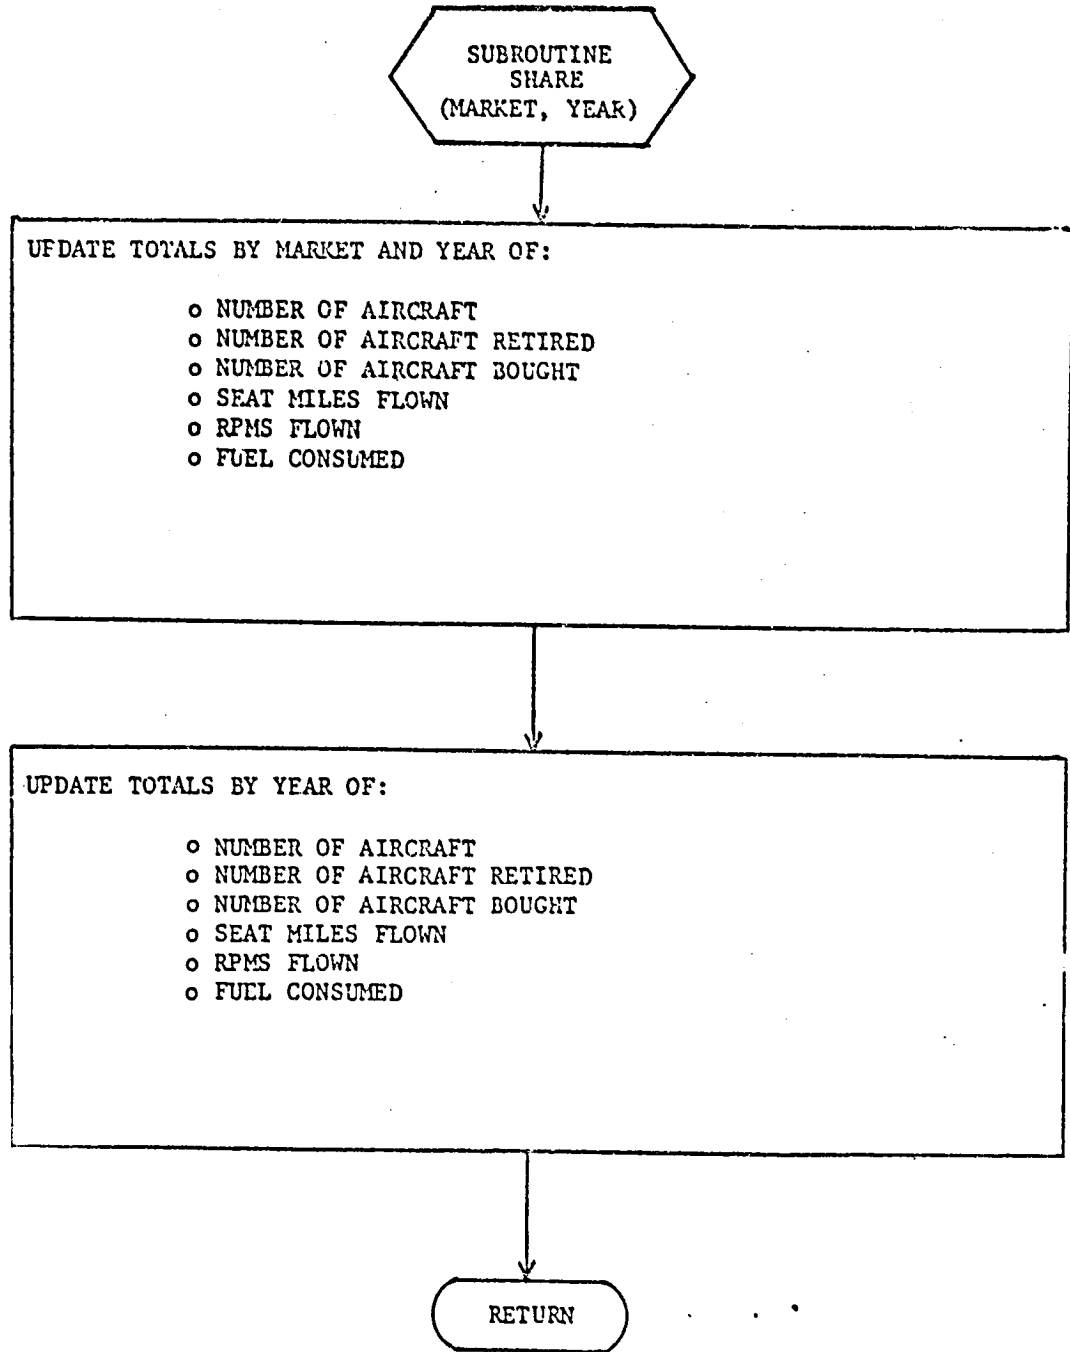 SUBROUTINE
SHARE
(MARKET, YEAR)
UPDATE TOTALS BY MARKET AND YEAR OF:
o NUMBER OF AIRCRAFT
o NUMBER OF AIRCRAFT RETIRED
o NUMBER OF AIRCRAFT BOUGHT
o SEAT MILES FLOWN
o RPMS FLOWN
o FUEL CONSUMED
UPDATE TOTALS BY YEAR OF:
o NUMBER OF AIRCRAFT
o NUMBER OF AIRCRAFT RETIRED
o NUMBER OF AIRCRAFT BOUGHT
o SEAT MILES FLOWN
o RPMS FLOWN
o FUEL CONSUMED
RETURN